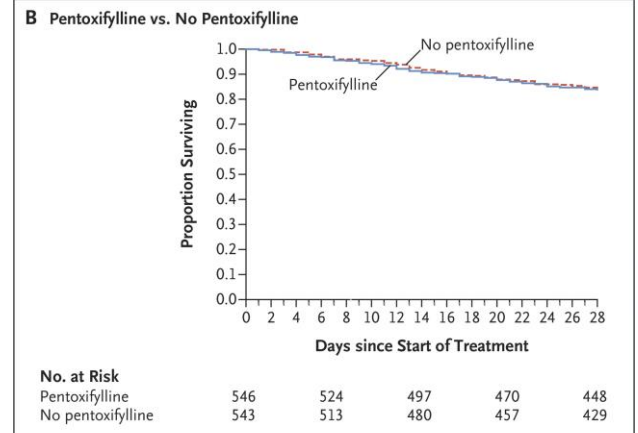 B Pentoxifylline vs. No Pentoxifylline
1.0
0.9
0.8
0.7
0.6
0.5
0.4
0.3
0.2
0.1
0.0
Proportion Surviving
No pentoxifylline
Pentoxifylline
0 2 4 6 8 10 12 14 16 18 20 22 24 26 28
Days since Start of Treatment
No. at Risk
Pentoxifylline 546 524 497 470 448
No pentoxifylline 543 513 480 457 429